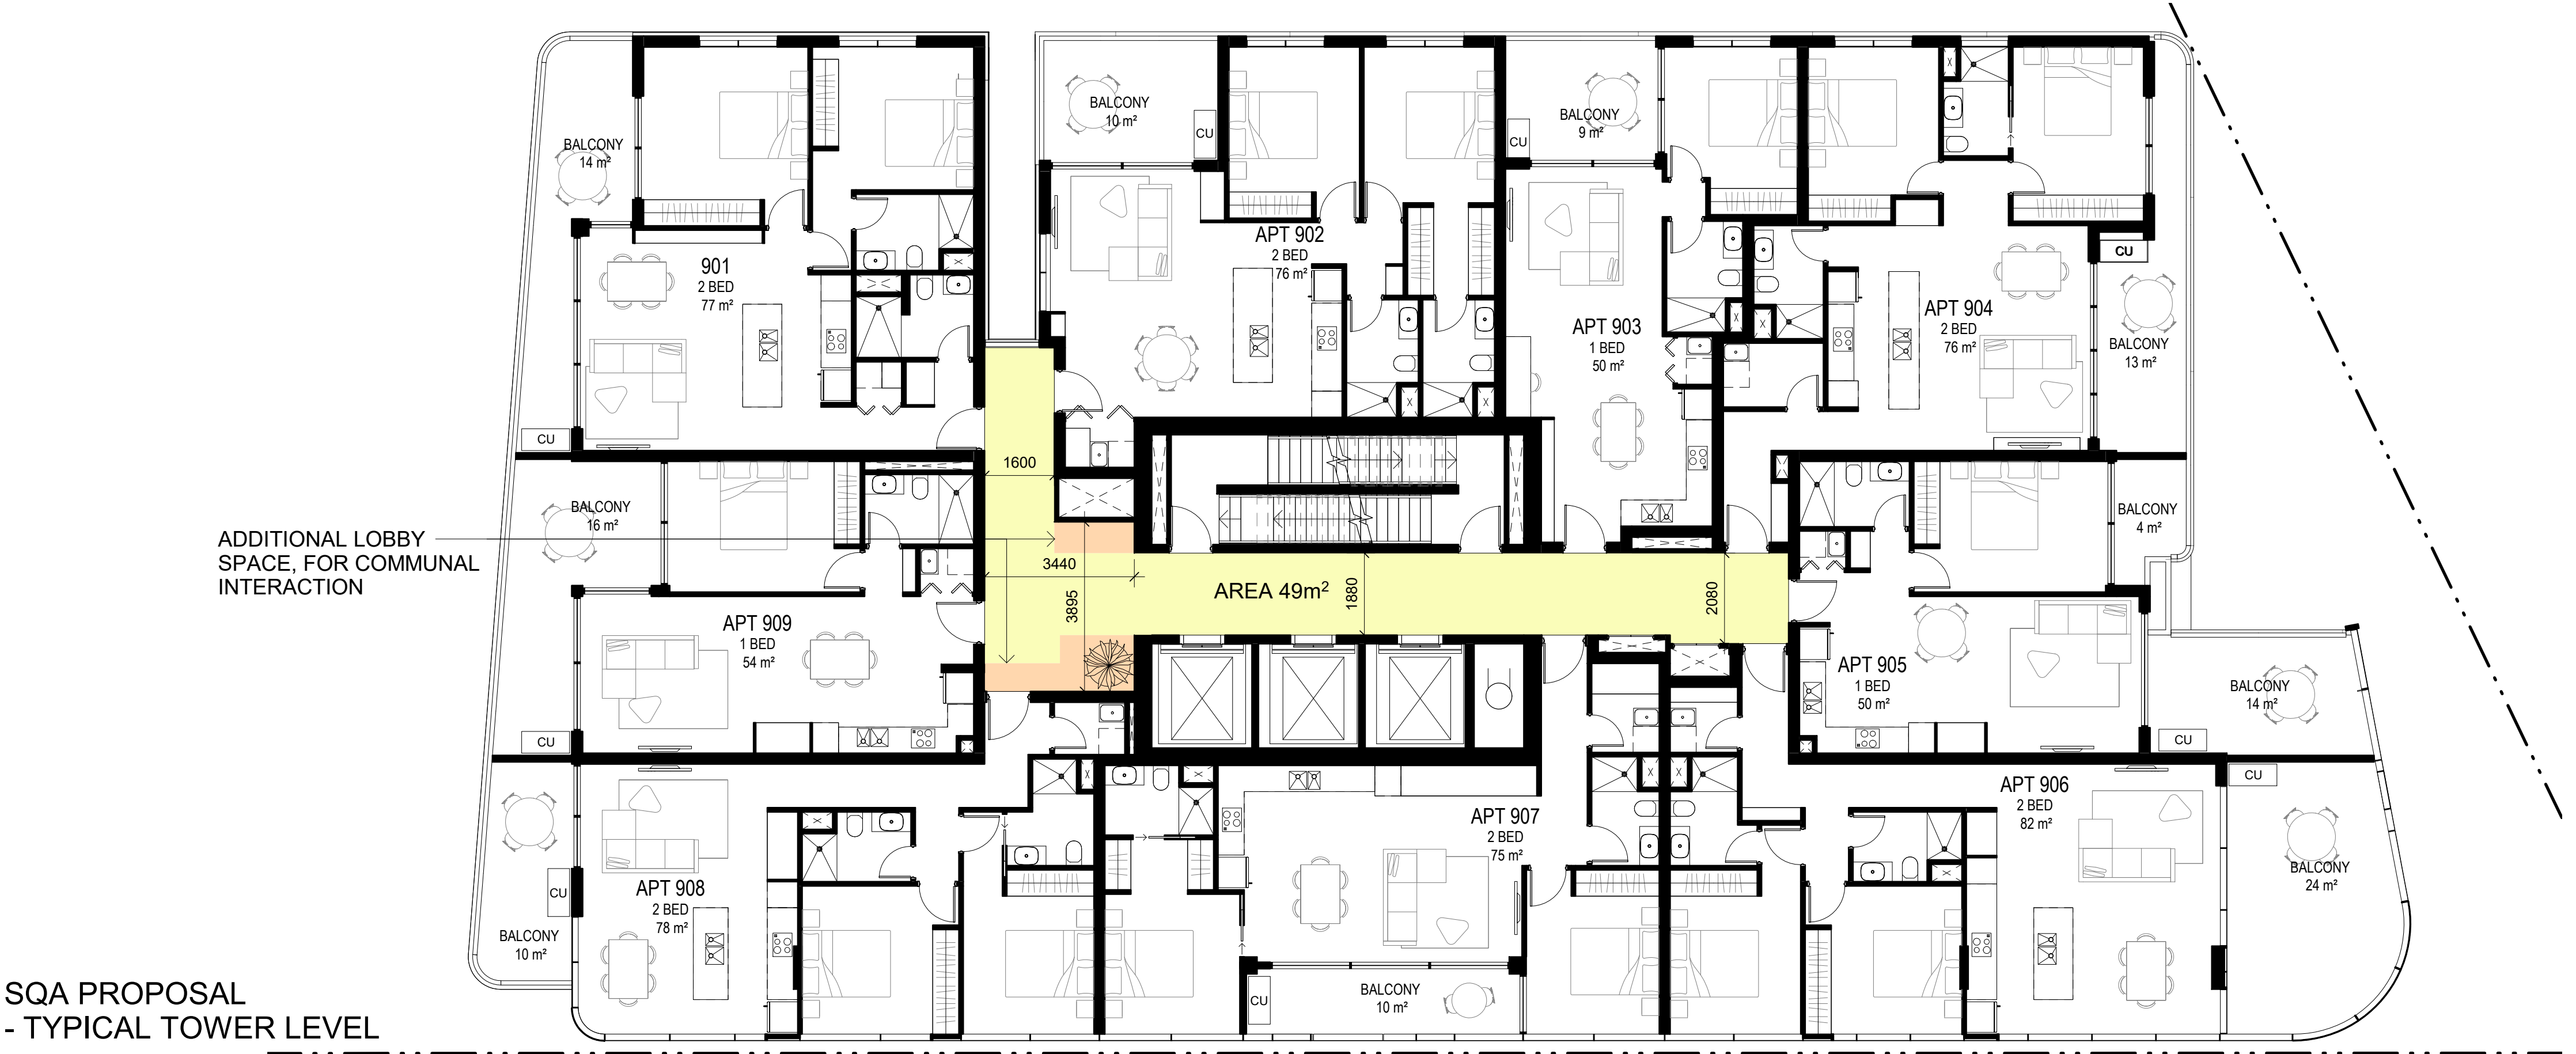 BALCONY
14 m²
901
2 BED
77 m²
CU
BALCONY
10 m²
CU
APT 902
2 BED
76 m²
BALCONY
9 m²
CU
APT 903
1 BED
50 m²
APT 904
2 BED
76 m²
CU
BALCONY
13 m²
1600
BALCONY
16 m²
ADDITIONAL LOBBY
SPACE, FOR COMMUNAL
INTERACTION
3440
3895
AREA 49m²
1880
2080
BALCONY
4 m²
APT 909
1 BED
54 m²
CU
APT 905
1 BED
50 m²
BALCONY
14 m²
CU
APT 908
2 BED
78 m²
CU
BALCONY
10 m²
APT 907
2 BED
75 m²
CU
BALCONY
10 m²
APT 906
2 BED
82 m²
CU
BALCONY
24 m²
SQA PROPOSAL
- TYPICAL TOWER LEVEL